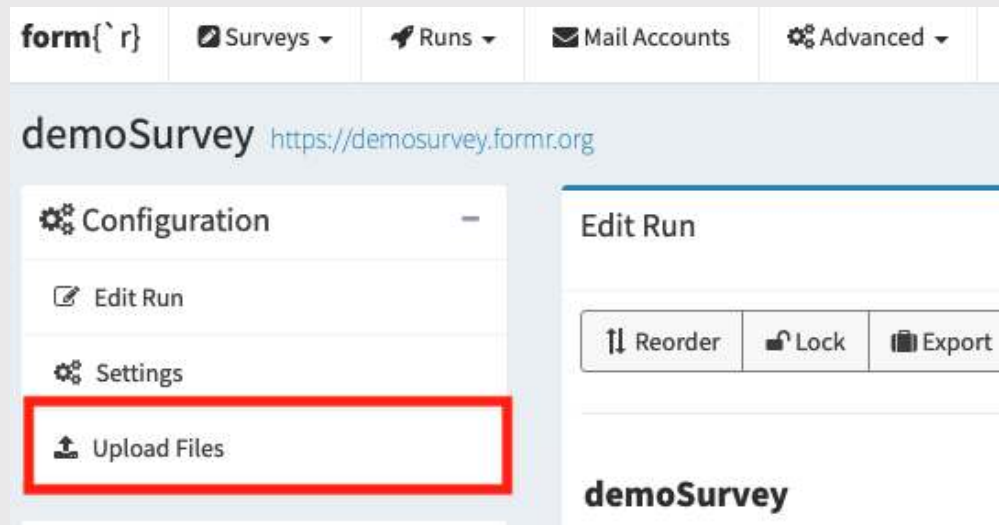 form{`r} Surveys Runs Mail Accounts Advanced
demoSurvey https://demosurvey.formr.org
Configuration
Edit Run
Settings
Upload Files
Edit Run
Reorder Lock Export
demoSurvey